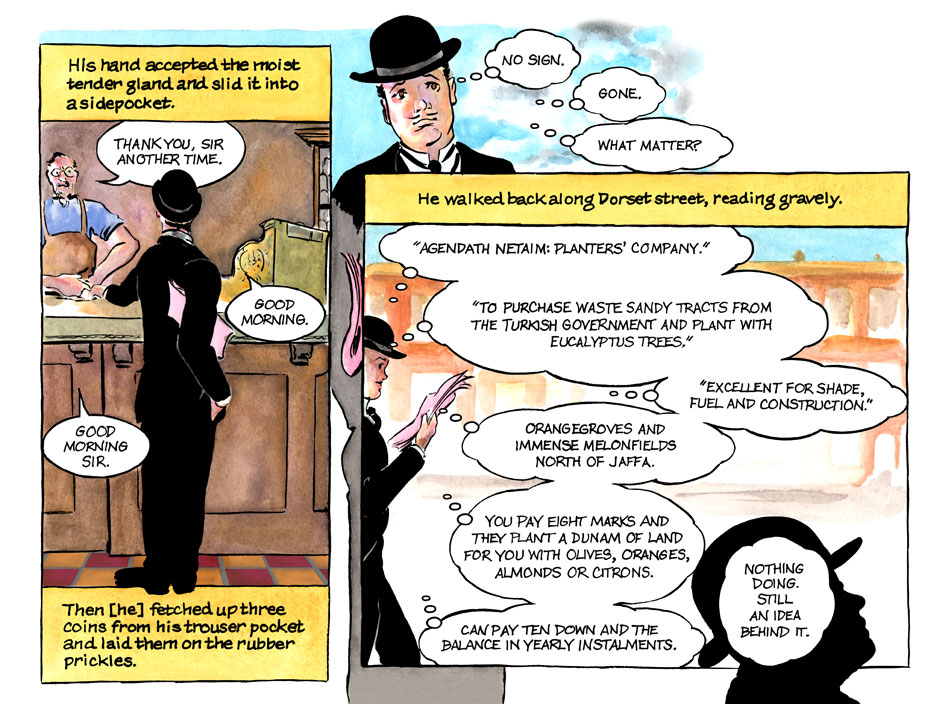 His hand accepted the moist
tender gland and slid it into
a sidepocket.
THANK YOU, SIR
ANOTHER TIME.
GOOD
MORNING.
GOOD
MORNING
SIR.
Then [he] fetched up three
coins from his trouser pocket
and laid them on the rubber
prickles.
NO SIGN.
GONE.
WHAT MATTER?
He walked back along Dorset street, reading gravely.
"AGENDATH NETAIM: PLANTERS' COMPANY."
"TO PURCHASE WASTE SANDY TRACTS FROM
THE TURKISH GOVERNMENT AND PLANT WITH
EUCALYPTUS TREES."
"EXCELLENT FOR SHADE,
FUEL AND CONSTRUCTION."
ORANGEGROVES AND
IMMENSE MELONFIELDS
NORTH OF JAFFA.
YOU PAY EIGHT MARKS AND
THEY PLANT A DUNAM OF LAND
FOR YOU WITH OLIVES, ORANGES,
ALMONDS OR CITRONS.
CAN PAY TEN DOWN AND THE
BALANCE IN YEARLY INSTALMENTS.
NOTHING
DOING.
STILL
AN IDEA
BEHIND IT.